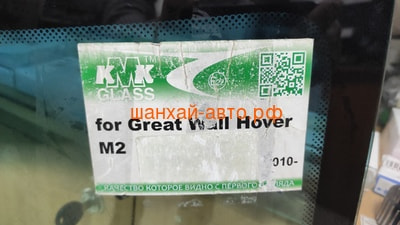 KMK
GLASS
шанхай-авто.рф
for Great Wall Hover
M2
2010-
КАЧЕСТВО КОТОРОЕ ВИДНО С ПЕРВОГО ВЗГЛЯДА